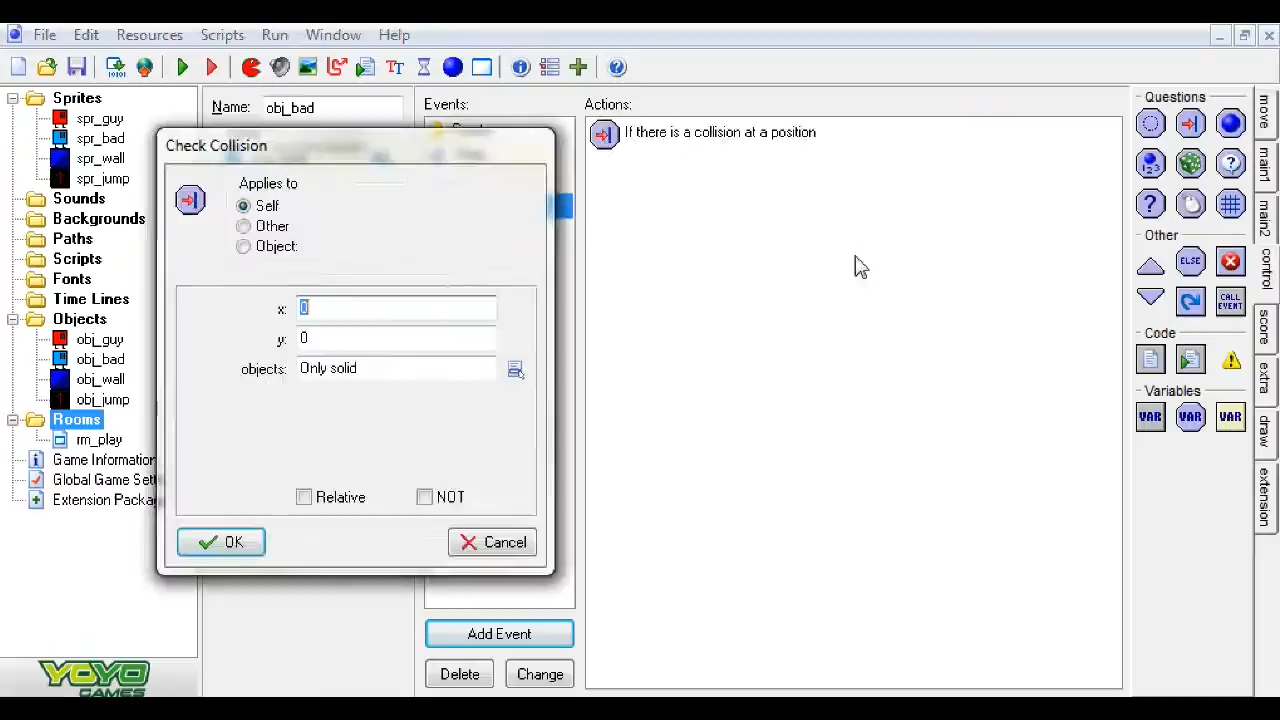 File Edit Resources Scripts Run Window Help
Sprites
spr_guy
spr_bad
spr_wall
spr_jump
Sounds
Backgrounds
Paths
Scripts
Fonts
Time Lines
Objects
obj_guy
obj_bad
obj_wall
obj_jump
Rooms
rm_play
Game Information
Global Game Set
Extension Packa
YOYO
GAMES
Name: obj_bad
Check Collision
Applies to
Self
Other
Object:
x: 0
y: 0
objects: Only solid
Relative NOT
OK Cancel
Events:
Add Event
Delete Change
Actions:
If there is a collision at a position
Questions
123
?
Other
ELSE
CALL EVENT
Code
Variables
VAR VAR VAR
move
main1
main2
control
score
extra
draw
extension